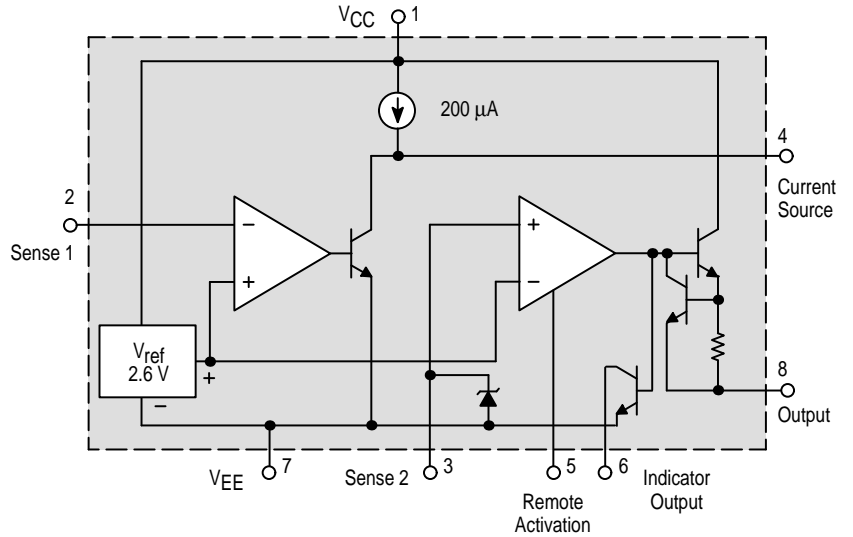 VCC 1
200 μA
4
Current
Source
2
Sense 1
−
+
+
−
Vref
2.6 V
+
−
8
Output
VEE
7
Sense 2
3
5
Remote
Activation
6
Indicator
Output